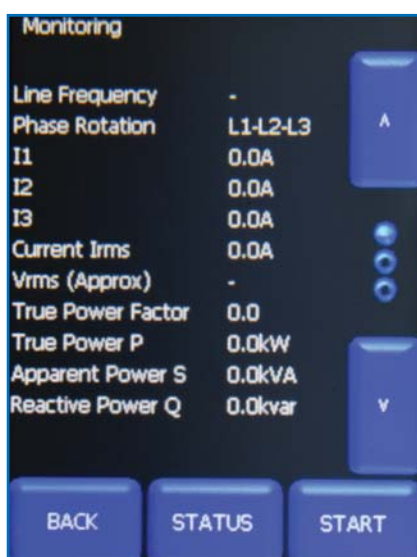 Monitoring
Line Frequency -
Phase Rotation L1-L2-L3
I1 0.0A
I2 0.0A
I3 0.0A
Current Irms 0.0A
Vrms (Approx) -
True Power Factor 0.0
True Power P 0.0kW
Apparent Power S 0.0kVA
Reactive Power Q 0.0kvar
BACK STATUS START